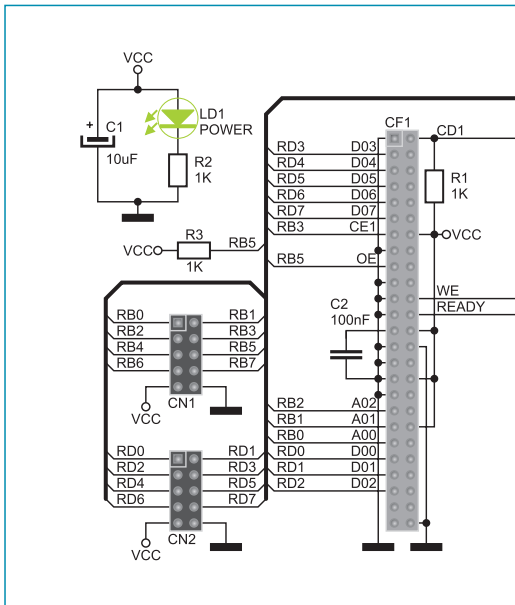 VCC
+
C1
10uF
LD1
POWER
R2
1K
VCC
R3
1K
RB5
CF1
CD1
RD3 D03
RD4 D04
RD5 D05
RD6 D06
RD7 D07
RB3 CE1
RB5 OE
R1
1K
VCC
WE
READY
C2
100nF
RB0 RB1
RB2 RB3
RB4 RB5
RB6 RB7
CN1
VCC
RB2 A02
RB1 A01
RB0 A00
RD0 D00
RD1 D01
RD2 D02
RD0 RD1
RD2 RD3
RD4 RD5
RD6 RD7
CN2
VCC